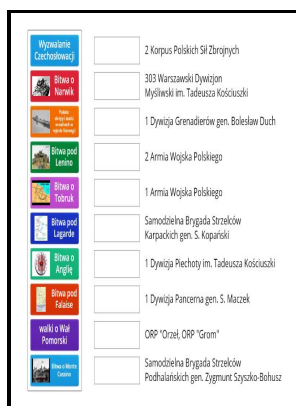 Wyzwalanie
Czechosłowacji
2 Korpus Polskich Sił Zbrojnych
Bitwa o
Narwik
303 Warszawski Dywizjon
Myśliwski im. Tadeusza Kościuszki
1 Dywizja Grenadierów gen. Bolesław Duch
Bitwa pod
Lenino
2 Armia Wojska Polskiego
Bitwa o
Tobruk
1 Armia Wojska Polskiego
Bitwa pod
Lagarde
Samodzielna Brygada Strzelców
Karpackich gen. S. Kopański
Bitwa o
Anglię
1 Dywizja Piechoty im. Tadeusza Kościuszki
Bitwa pod
Falaise
1 Dywizja Pancerna gen. S. Maczek
walki o Wał
Pomorski
ORP "Orzeł, ORP "Grom"
Bitwa o Monte
Cassino
Samodzielna Brygada Strzelców
Podhalańskich gen. Zygmunt Szyszko-Bohusz